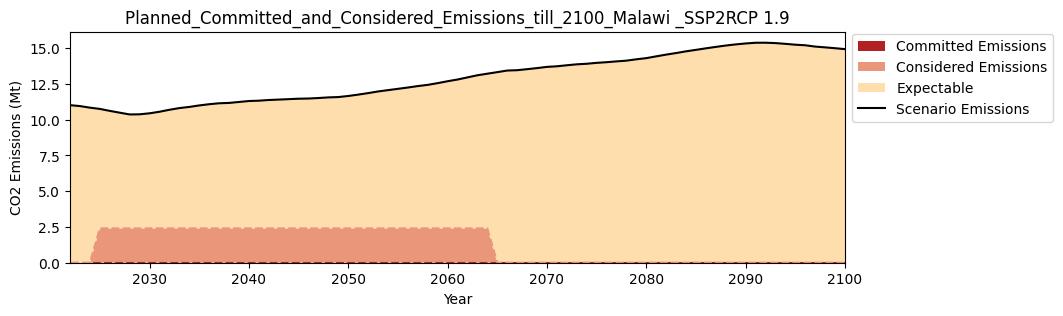 Planned_Committed_and_Considered_Emissions_till_2100_Malawi _SSP2RCP 1.9
CO2 Emissions (Mt)
15.0
12.5
10.0
7.5
5.0
2.5
0.0
2030 2040 2050 2060 2070 2080 2090 2100
Year
Committed Emissions
Considered Emissions
Expectable
Scenario Emissions